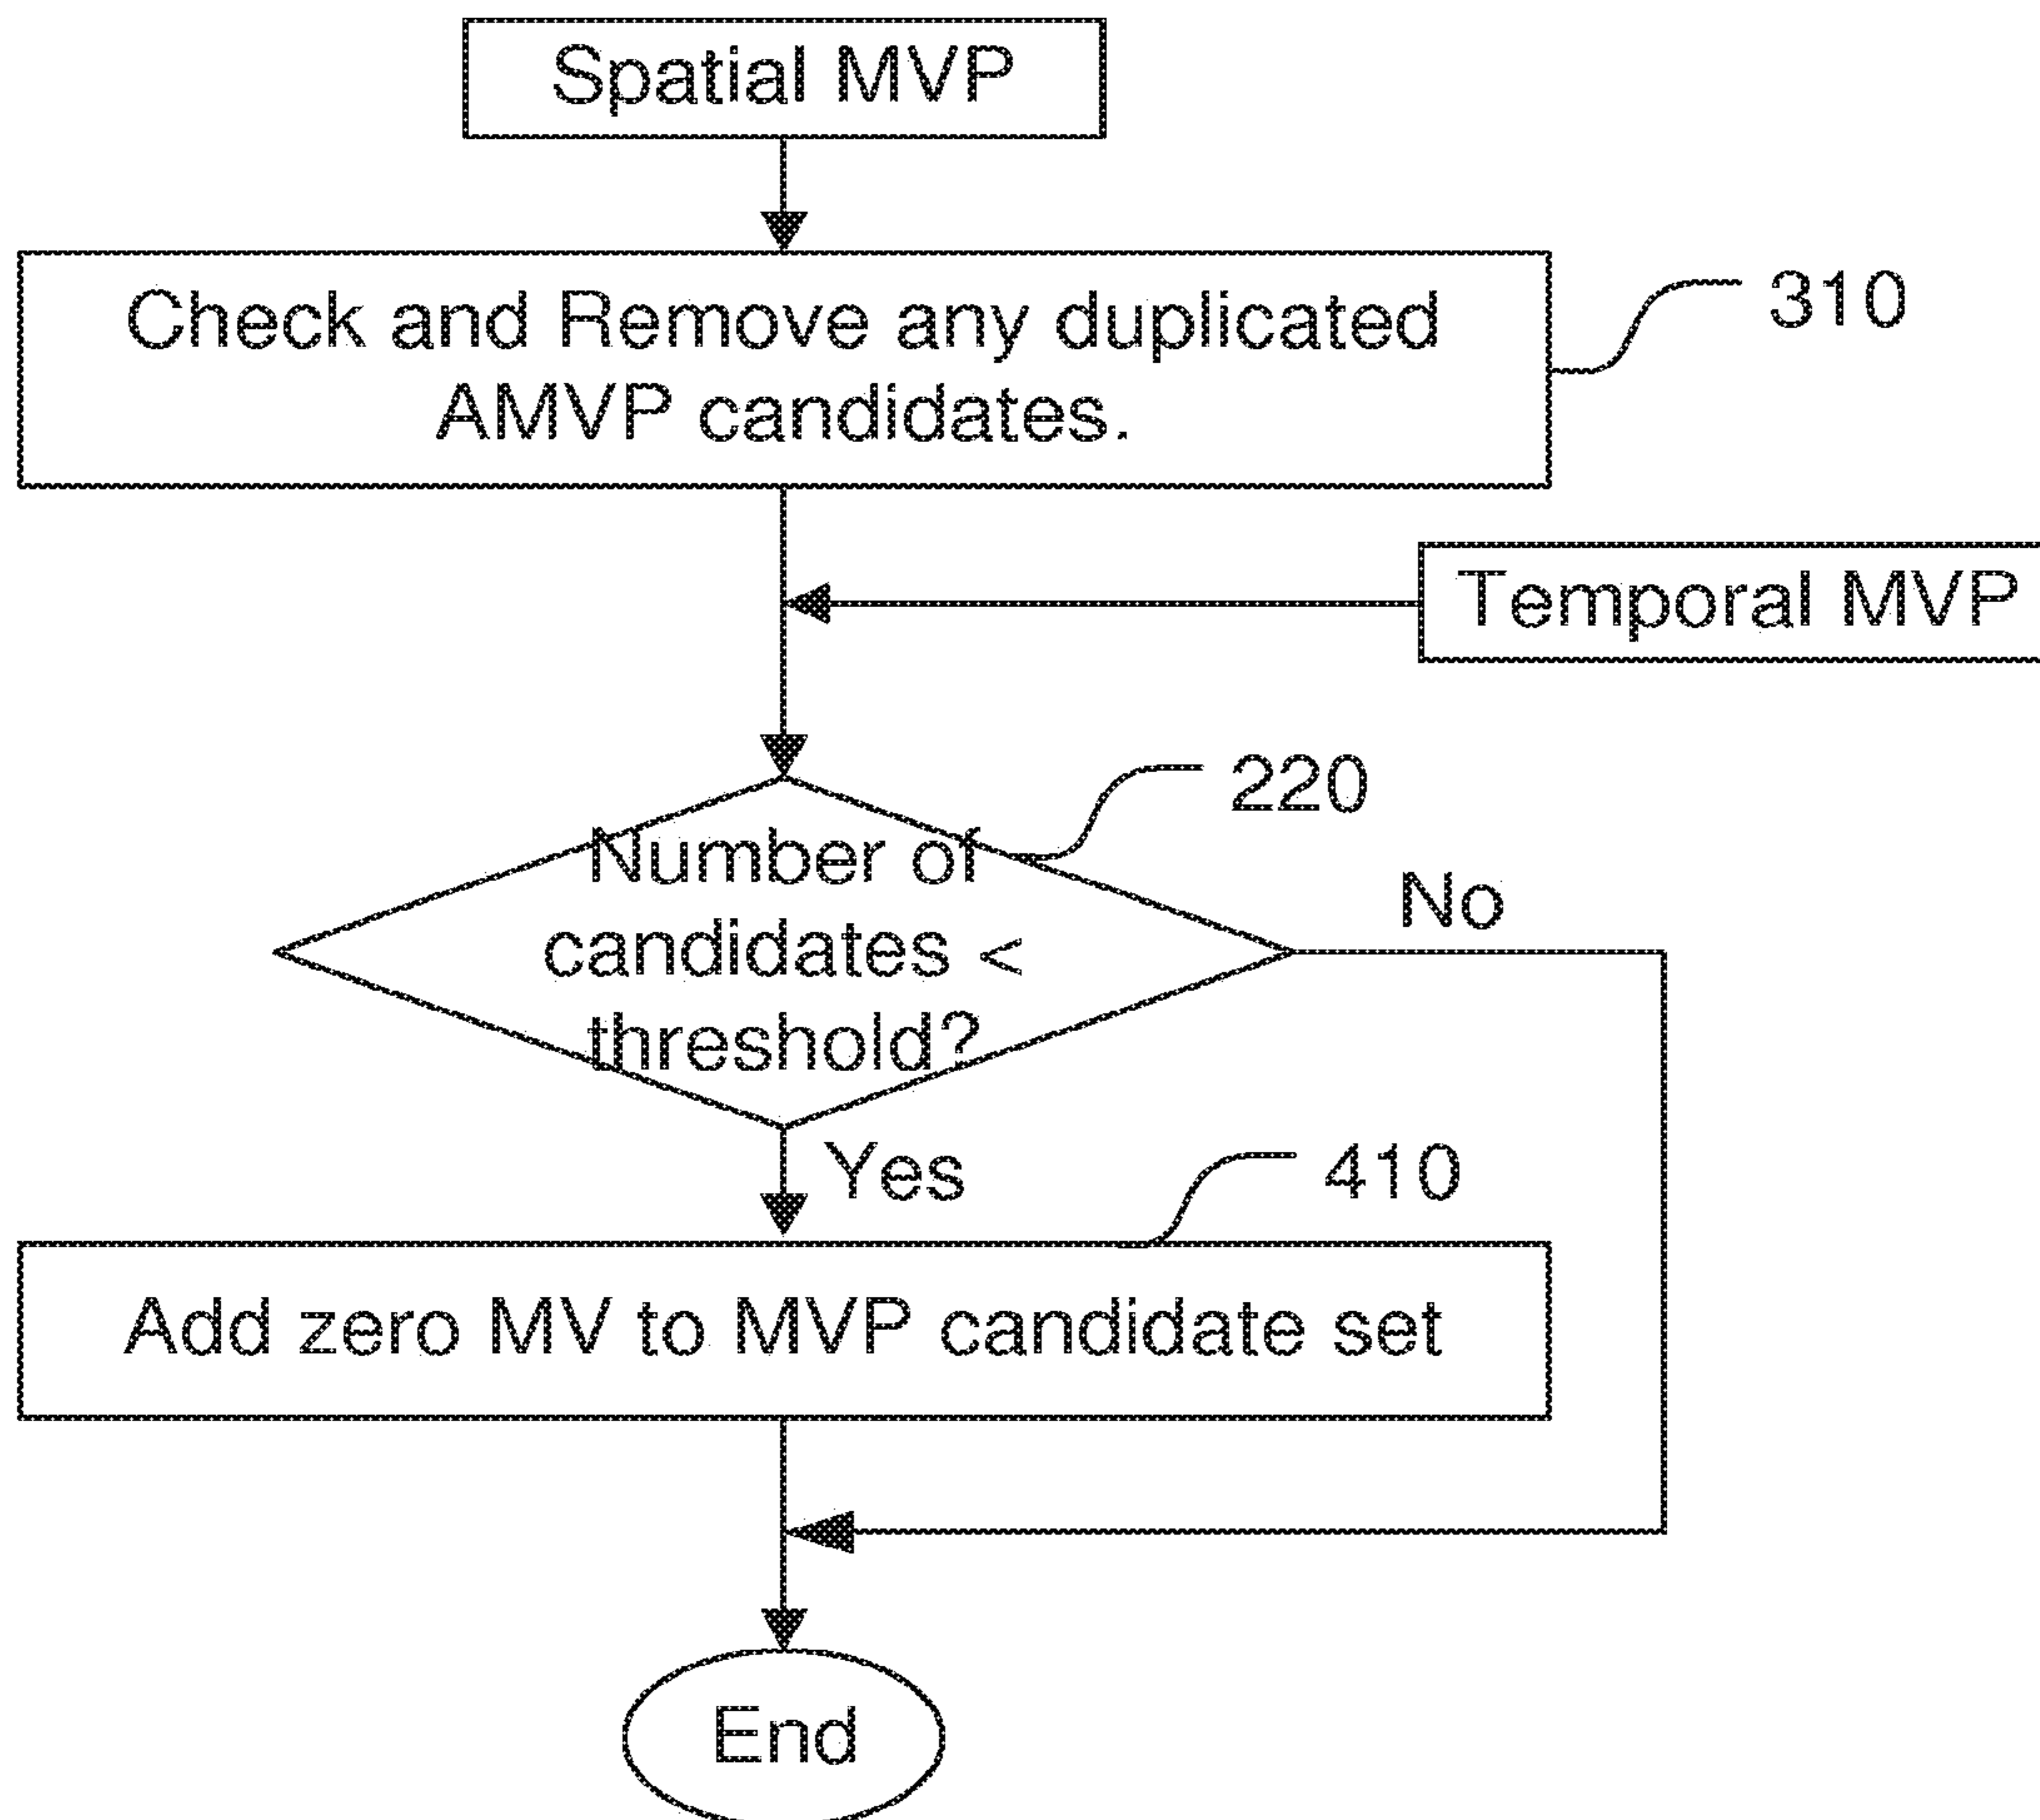 Spatial MVP
Check and Remove any duplicated
AMVP candidates.
310
Temporal MVP
220
Number of
candidates <
threshold?
No
Yes
410
Add zero MV to MVP candidate set
End